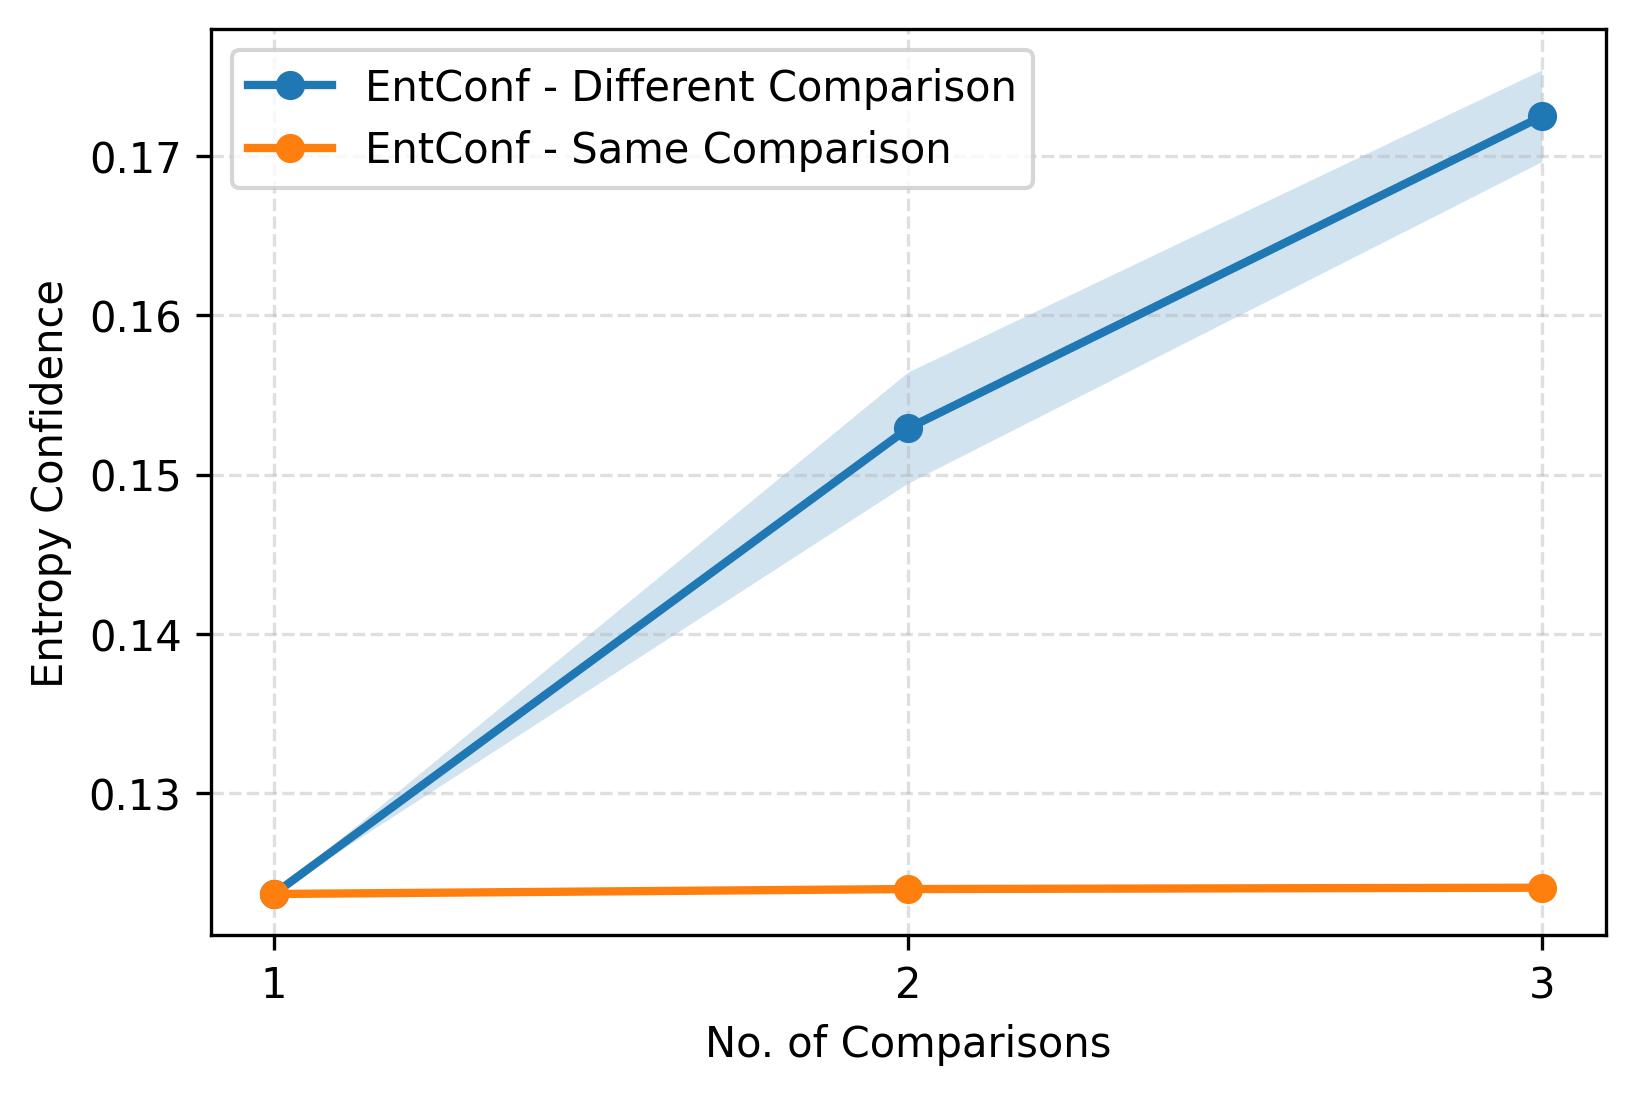 EntConf - Different Comparison
EntConf - Same Comparison
0.17
0.16
0.15
0.14
0.13
Entropy Confidence
1 2 3
No. of Comparisons